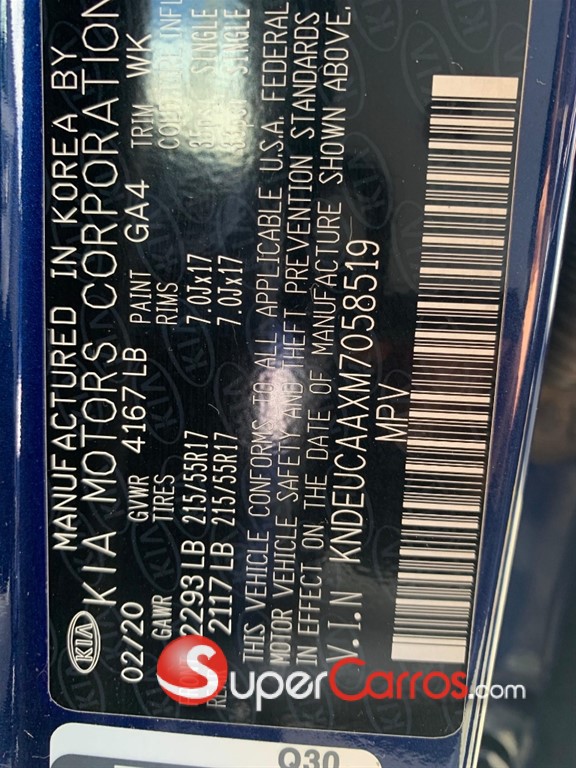 KIA
MANUFACTURED IN KOREA BY
KIA MOTORS CORPORATION
02/20 GVWR 4167 LB PAINT GA4 TRIM WK
GAWR TIRES RIMS COLD
2293 LB 215/55R17 7.0Jx17 SINGLE
2117 LB 215/55R17 7.0Jx17 SINGLE
THIS VEHICLE CONFORMS TO ALL APPLICABLE U.S.A. FEDERAL
MOTOR VEHICLE SAFETY AND THEFT PREVENTION STANDARDS
IN EFFECT ON THE DATE OF MANUFACTURE SHOWN ABOVE.
V.I.N KNDEUCAAXM7058519
MPV
SuperCarros.com
Q30